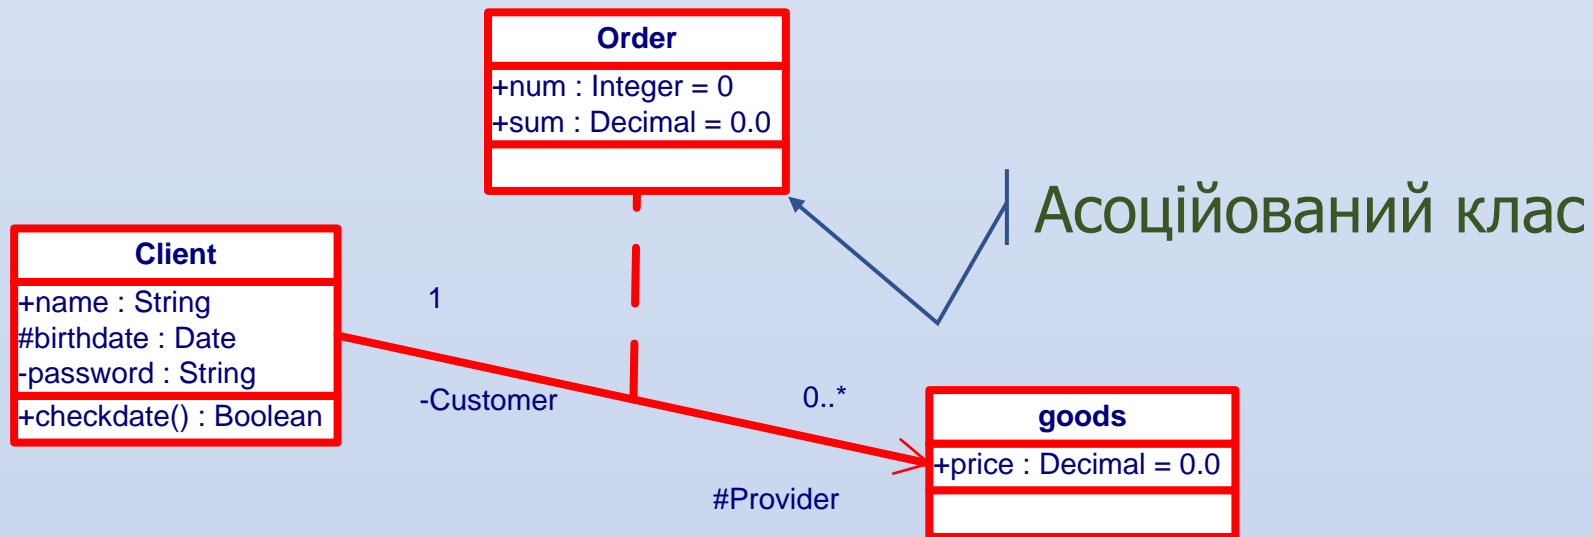 Order
+num : Integer = 0
+sum : Decimal = 0.0
Асоційований клас
Client
+name : String
#birthdate : Date
-password : String
+checkdate() : Boolean
1
-Customer
0..*
#Provider
goods
+price : Decimal = 0.0